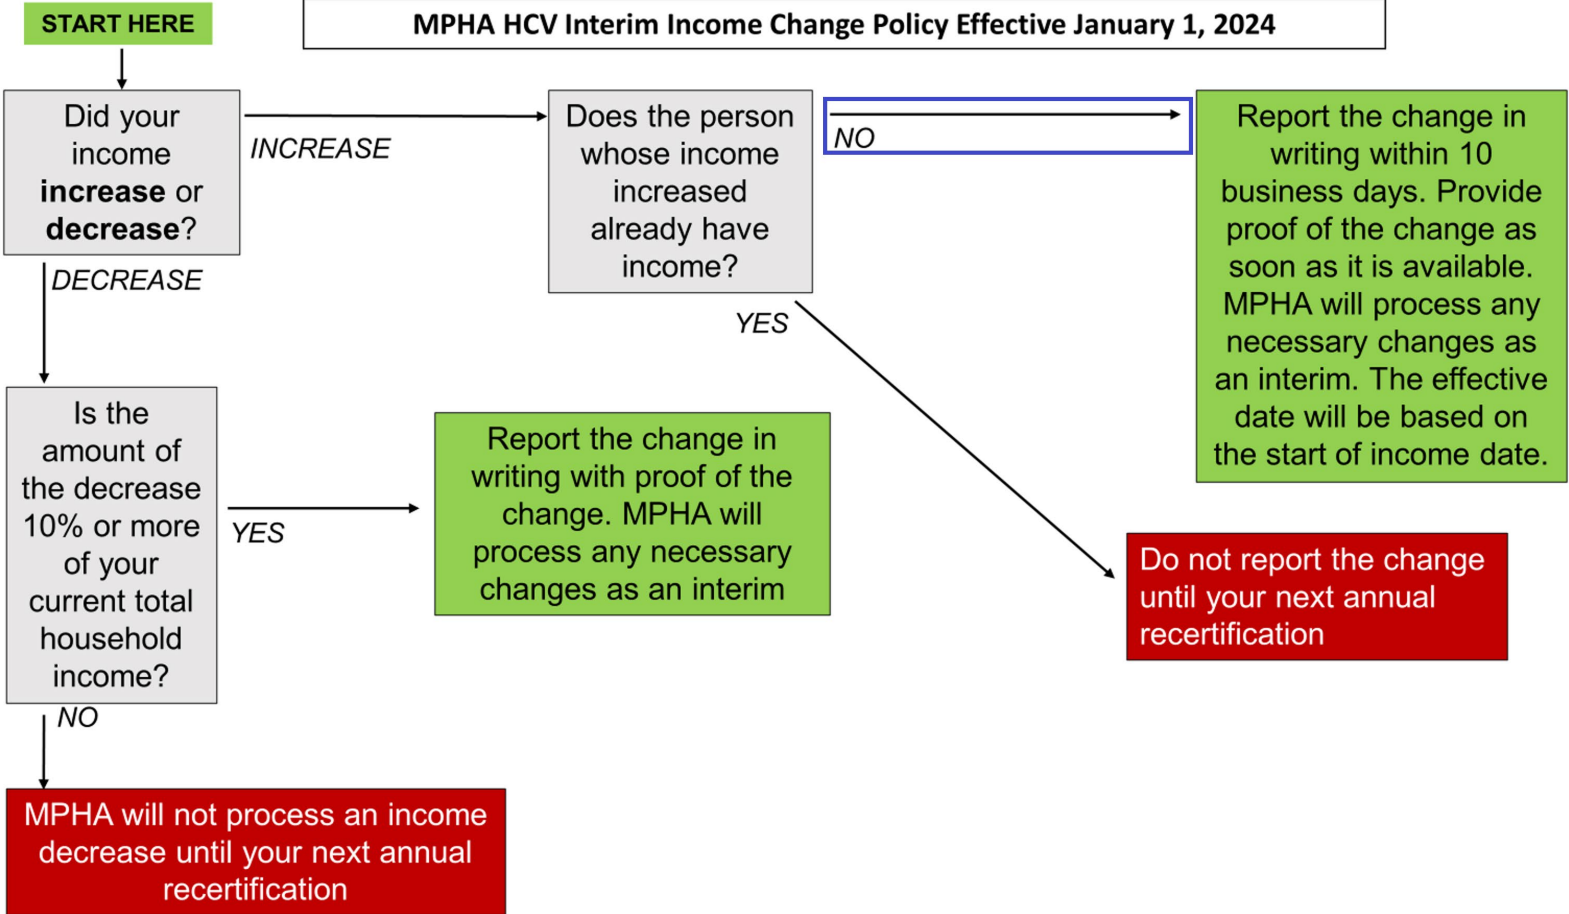 START HERE
MPHA HCV Interim Income Change Policy Effective January 1, 2024
Did your
income
increase or
decrease?
INCREASE
Does the person
whose income
increased
already have
income?
NO
Report the change in
writing within 10
business days. Provide
proof of the change as
soon as it is available.
MPHA will process any
necessary changes as
an interim. The effective
date will be based on
the start of income date.
DECREASE
YES
Is the
amount of
the decrease
10% or more
of your
current total
household
income?
YES
Report the change in
writing with proof of the
change. MPHA will
process any necessary
changes as an interim
Do not report the change
until your next annual
recertification
NO
MPHA will not process an income
decrease until your next annual
recertification